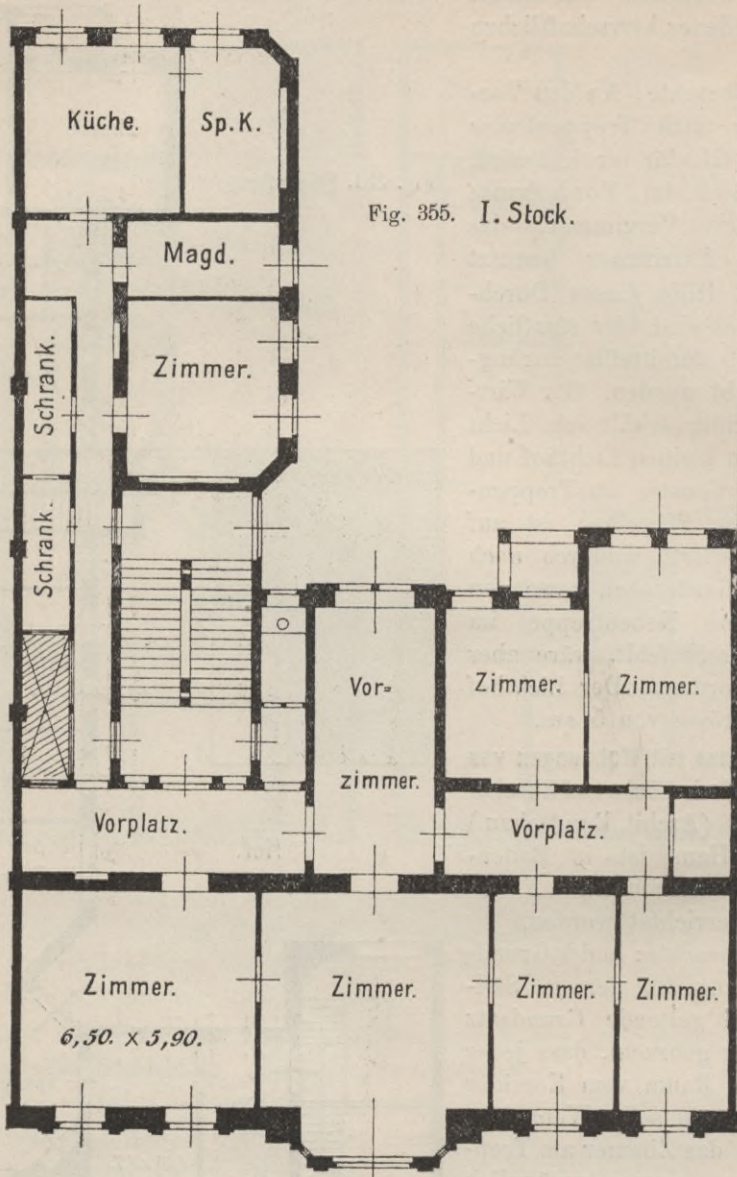 Küche.
Sp.K.
Fig. 355. I. Stock.
Magd.
Zimmer.
Schrank.
Schrank.
Vor=
zimmer.
Zimmer.
Zimmer.
Vorplatz.
Vorplatz.
Zimmer.
6,50. × 5,90.
Zimmer.
Zimmer.
Zimmer.